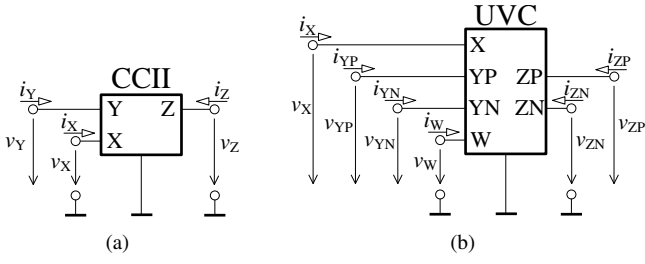 CCII
i_Y
Y
Z
i_Z
i_X
X
v_Y
v_X
v_Z
(a)
UVC
i_X
X
i_YP
YP
ZP
i_ZP
i_YN
YN
ZN
i_ZN
i_W
W
v_X
v_YP
v_YN
v_W
v_ZN
v_ZP
(b)